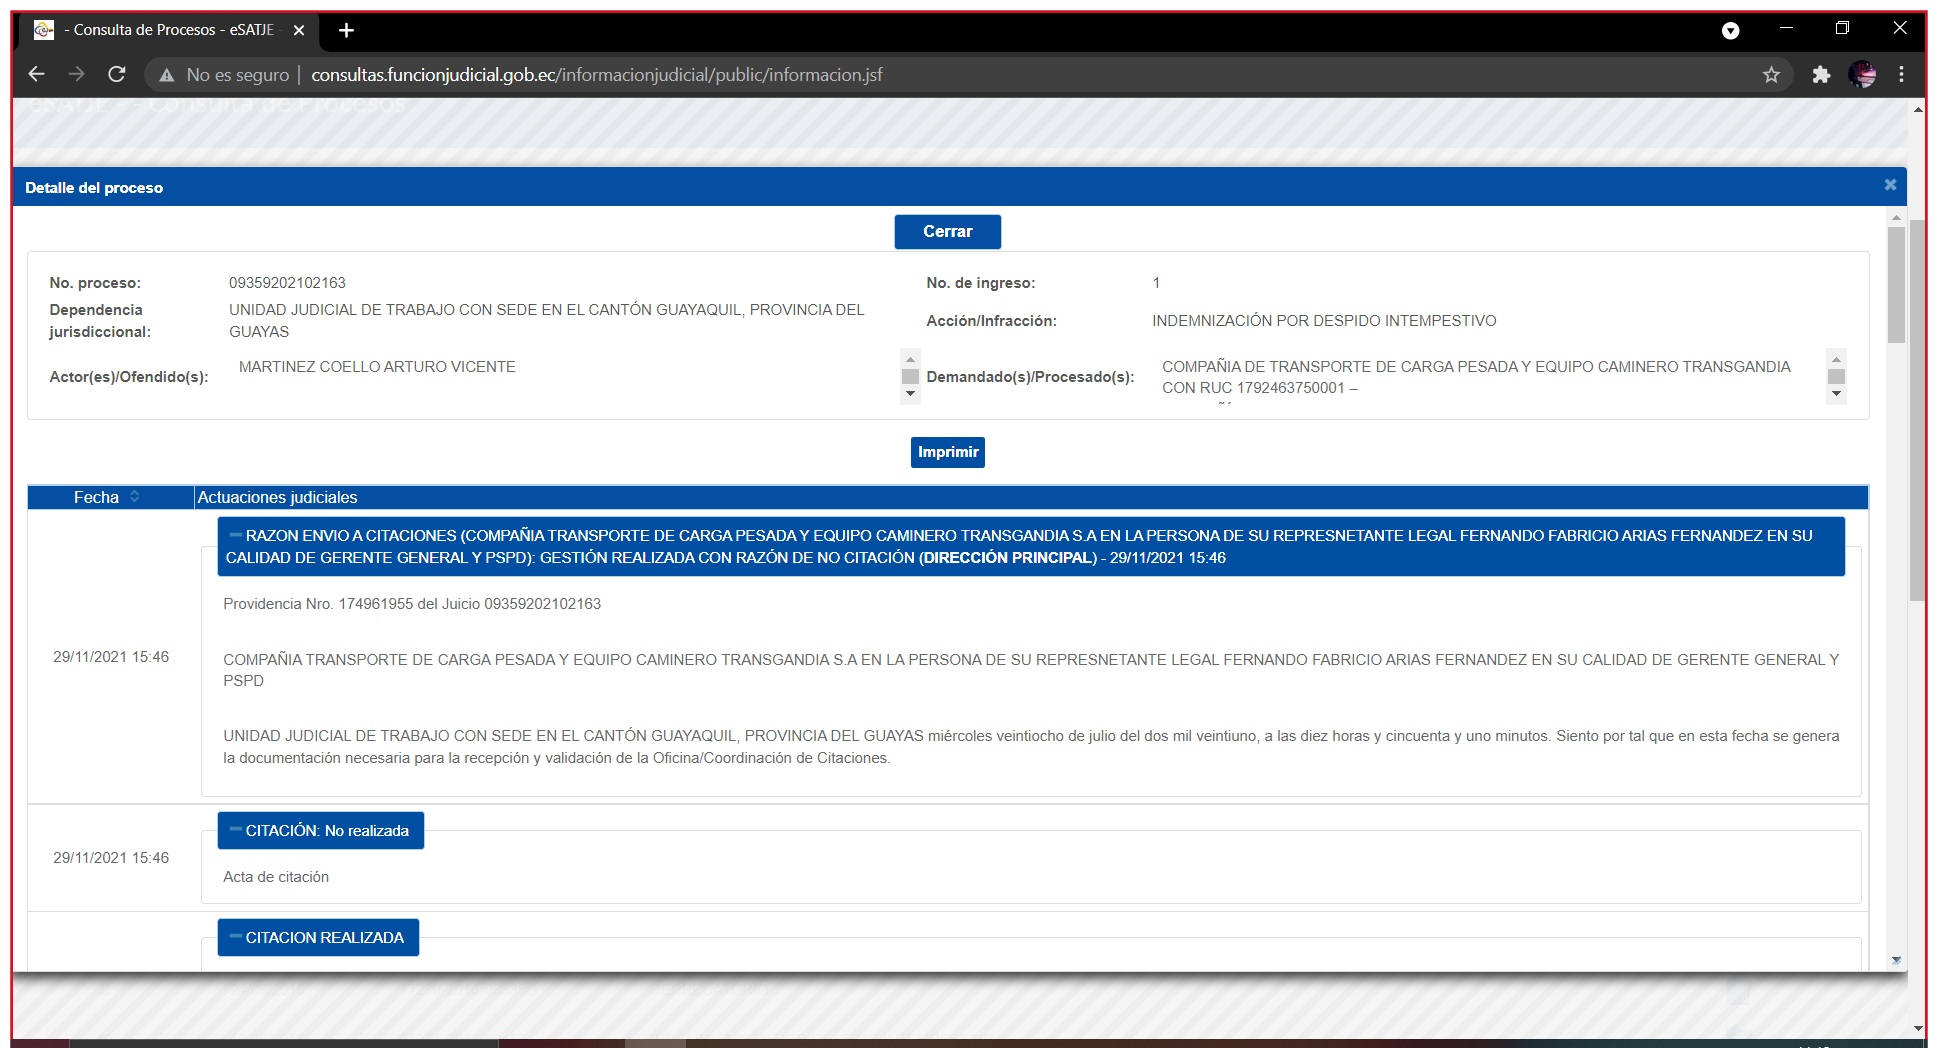 - Consulta de Procesos - eSATJE -
No es seguro | consultas.funcionjudicial.gob.ec/informacionjudicial/public/informacion.jsf
eSATJE - - Consulta de Procesos
Detalle del proceso
Cerrar
No. proceso: 09359202102163 No. de ingreso: 1
Dependencia jurisdiccional: UNIDAD JUDICIAL DE TRABAJO CON SEDE EN EL CANTÓN GUAYAQUIL, PROVINCIA DEL
GUAYAS Acción/Infracción: INDEMNIZACIÓN POR DESPIDO INTEMPESTIVO
Actor(es)/Ofendido(s): MARTINEZ COELLO ARTURO VICENTE Demandado(s)/Procesado(s): COMPAÑIA DE TRANSPORTE DE CARGA PESADA Y EQUIPO CAMINERO TRANSGANDIA
CON RUC 1792463750001 –
Imprimir
Fecha Actuaciones judiciales
RAZON ENVIO A CITACIONES (COMPAÑIA TRANSPORTE DE CARGA PESADA Y EQUIPO CAMINERO TRANSGANDIA S.A EN LA PERSONA DE SU REPRESNETANTE LEGAL FERNANDO FABRICIO ARIAS FERNANDEZ EN SU
CALIDAD DE GERENTE GENERAL Y PSPD): GESTIÓN REALIZADA CON RAZÓN DE NO CITACIÓN (DIRECCIÓN PRINCIPAL) - 29/11/2021 15:46
Providencia Nro. 174961955 del Juicio 09359202102163
29/11/2021 15:46
COMPAÑIA TRANSPORTE DE CARGA PESADA Y EQUIPO CAMINERO TRANSGANDIA S.A EN LA PERSONA DE SU REPRESNETANTE LEGAL FERNANDO FABRICIO ARIAS FERNANDEZ EN SU CALIDAD DE GERENTE GENERAL Y
PSPD
UNIDAD JUDICIAL DE TRABAJO CON SEDE EN EL CANTÓN GUAYAQUIL, PROVINCIA DEL GUAYAS miércoles veintiocho de julio del dos mil veintiuno, a las diez horas y cincuenta y uno minutos. Siento por tal que en esta fecha se genera
la documentación necesaria para la recepción y validación de la Oficina/Coordinación de Citaciones.
CITACIÓN: No realizada
29/11/2021 15:46
Acta de citación
CITACION REALIZADA